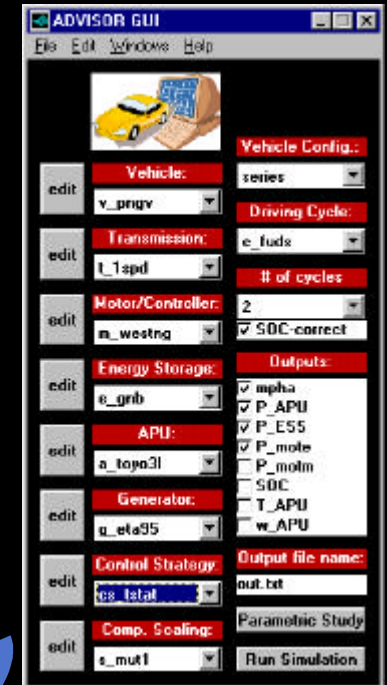 ADVISOR GUI
File Edit Windows Help
Vehicle:
edit
v_prigv
Transmission:
edit
t_1spd
Motor/Controller:
edit
m_westng
Energy Storage:
edit
e_gnb
APU:
edit
a_toyo3l
Generator:
edit
g_eta95
Control Strategy:
edit
cs_tstat
Comp. Scaling:
edit
s_mut1
Vehicle Config.:
series
Driving Cycle:
c_fuds
# of cycles
2
SOC-correct
Outputs:
mpha
P_APU
P_ESS
P_mote
P_motm
SOC
T_APU
w_APU
Output file name:
out.txt
Parametric Study
Run Simulation